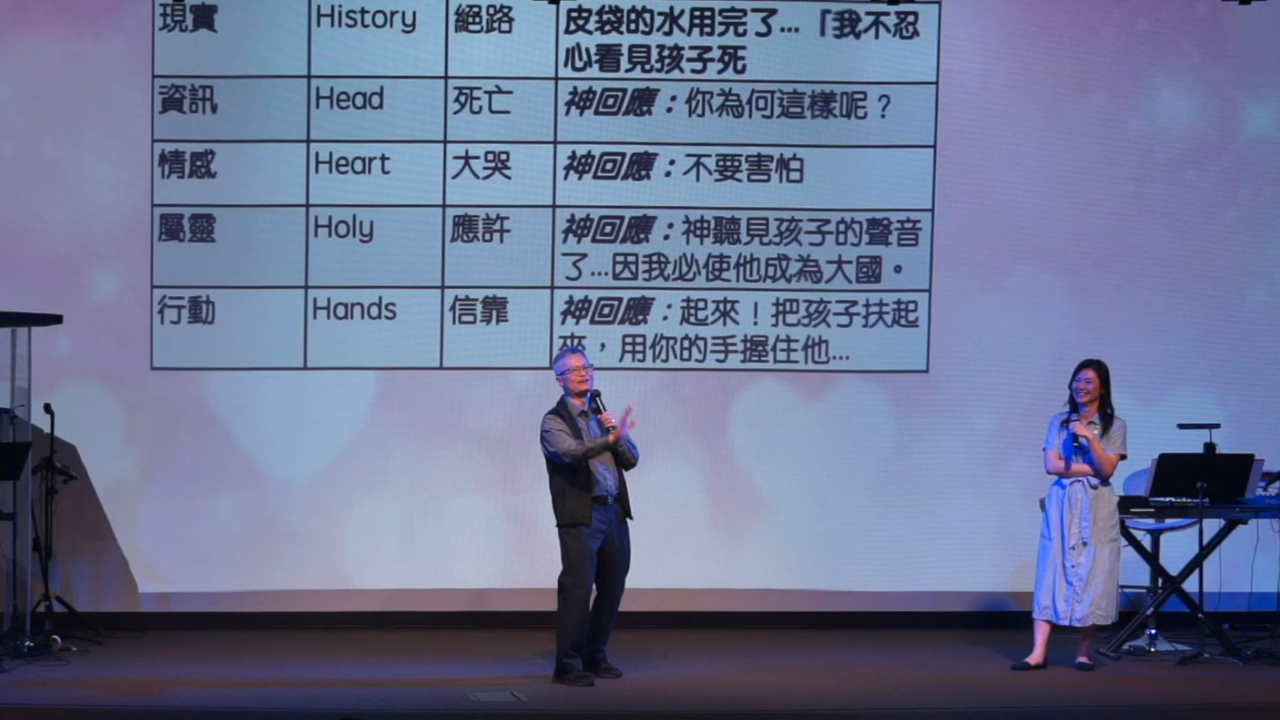 現實 History 絕路 皮袋的水用完了...「我不忍
心看見孩子死
資訊 Head 死亡 神回應：你為何這樣呢？
情感 Heart 大哭 神回應：不要害怕
屬靈 Holy 應許 神回應：神聽見孩子的聲音
了...因我必使他成為大國。
行動 Hands 信靠 神回應：起來！把孩子扶起
來，用你的手握住他...
Roland